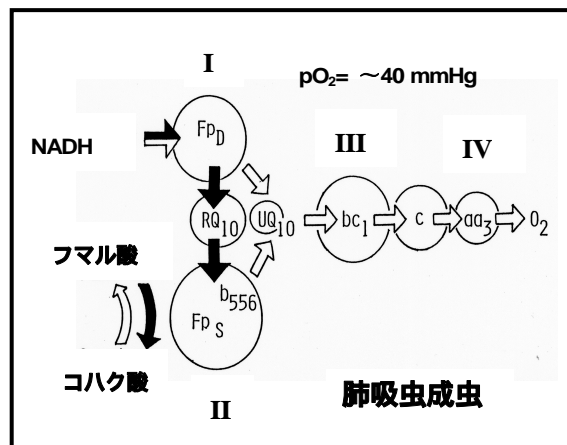 I
pO₂= ～40 mmHg
NADH
Fp_D
III
IV
RQ₁₀
UQ₁₀
bc₁
c
aa₃
O₂
フマル酸
b₅₅₆
Fp_S
コハク酸
II
肺吸虫成虫